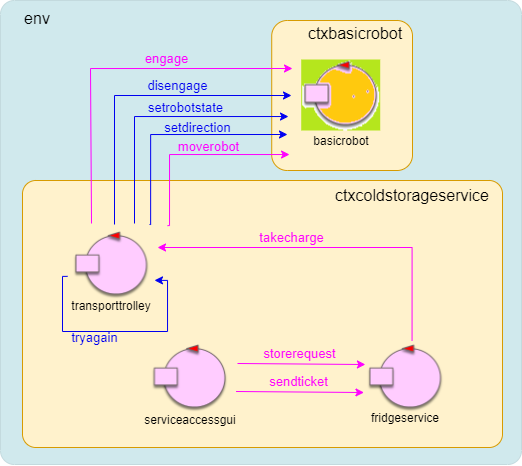 env
ctxbasicrobot
engage
disengage
setrobotstate
setdirection
basicrobot
moverobot
ctxcoldstorageservice
takecharge
transporttrolley
tryagain
storerequest
sendticket
serviceaccessgui
fridgeservice